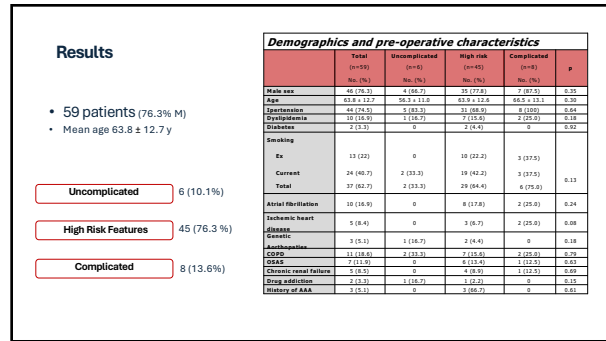 Results
• 59 patients (76.3% M)
• Mean age 63.8 ± 12.7 y
Uncomplicated 6 (10.1%)
High Risk Features 45 (76.3 %)
Complicated 8 (13.6%)
Demographics and pre-operative characteristics
Total Uncomplicated High risk Complicated
(n=59) (n=6) (n=45) (n=8) p
No. (%) No. (%) No. (%) No. (%)
Male sex 46 (76.3) 4 (66.7) 35 (77.8) 7 (87.5) 0.35
Age 63.8 ± 12.7 56.3 ± 11.0 63.9 ± 12.6 66.5 ± 13.1 0.30
Ipertension 44 (74.5) 5 (83.3) 31 (68.9) 8 (100) 0.64
Dyslipidemia 10 (16.9) 1 (16.7) 7 (15.6) 2 (25.0) 0.18
Diabetes 2 (3.3) 0 2 (4.4) 0 0.92
Smoking
Ex 13 (22) 0 10 (22.2) 3 (37.5)
Current 24 (40.7) 2 (33.3) 19 (42.2) 3 (37.5)
0.13
Total 37 (62.7) 2 (33.3) 29 (64.4) 6 (75.0)
Atrial fibrillation 10 (16.9) 0 8 (17.8) 2 (25.0) 0.24
Ischemic heart
disease 5 (8.4) 0 3 (6.7) 2 (25.0) 0.08
Genetic
Aorthopaties 3 (5.1) 1 (16.7) 2 (4.4) 0 0.18
COPD 11 (18.6) 2 (33.3) 7 (15.6) 2 (25.0) 0.79
OSAS 7 (11.9) 0 6 (13.4) 1 (12.5) 0.63
Chronic renal failure 5 (8.5) 0 4 (8.9) 1 (12.5) 0.69
Drug addiction 2 (3.3) 1 (16.7) 1 (2.2) 0 0.15
History of AAA 3 (5.1) 0 3 (66.7) 0 0.61